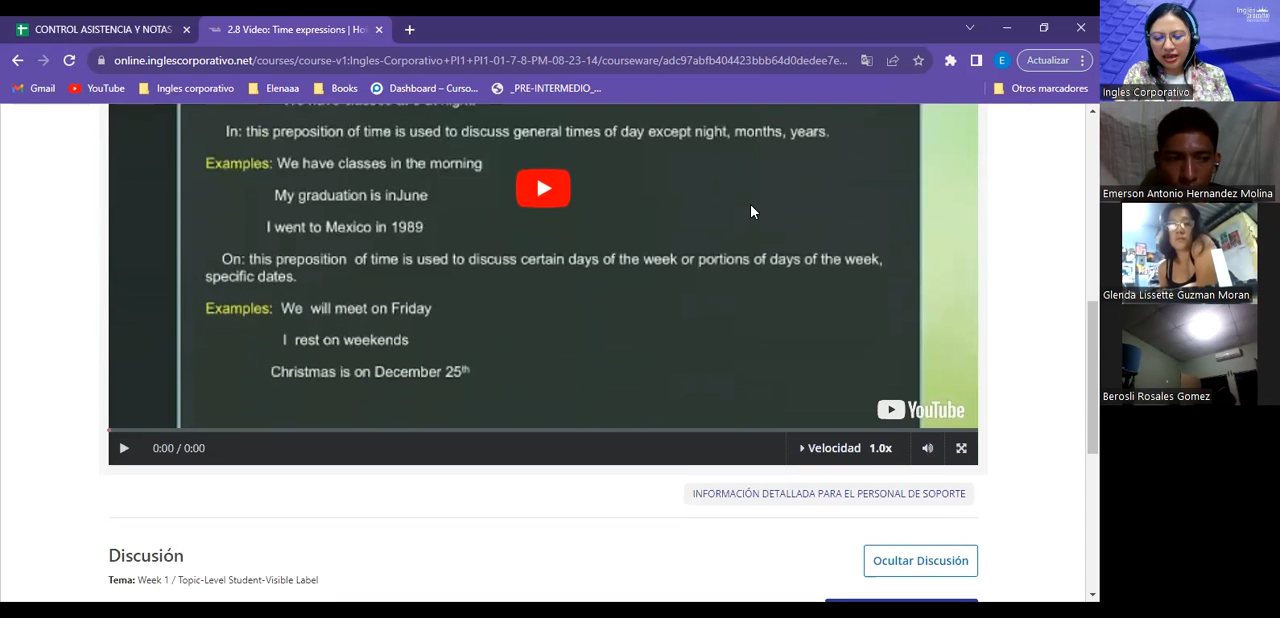 CONTROL ASISTENCIA Y NOTAS
2.8 Video: Time expressions | Ho
online.inglescorporativo.net/courses/course-v1:Ingles-Corporativo+PI1+PI1-01-7-8-PM-08-23-14/courseware/adc97abfb404423bbb64d0dedee7e...
E
Actualizar
Gmail
YouTube
Ingles corporativo
Elenaaa
Books
Dashboard – Curso...
_PRE-INTERMEDIO_...
Otros marcadores
In: this preposition of time is used to discuss general times of day except night, months, years.
Examples: We have classes in the morning
My graduation is inJune
I went to Mexico in 1989
On: this preposition of time is used to discuss certain days of the week or portions of days of the week,
specific dates.
Examples: We will meet on Friday
I rest on weekends
Christmas is on December 25th
YouTube
0:00 / 0:00
Velocidad 1.0x
INFORMACIÓN DETALLADA PARA EL PERSONAL DE SOPORTE
Discusión
Ocultar Discusión
Tema: Week 1 / Topic-Level Student-Visible Label
Ingles Corporativo
Emerson Antonio Hernandez Molina
Glenda Lissette Guzman Moran
Berosli Rosales Gomez